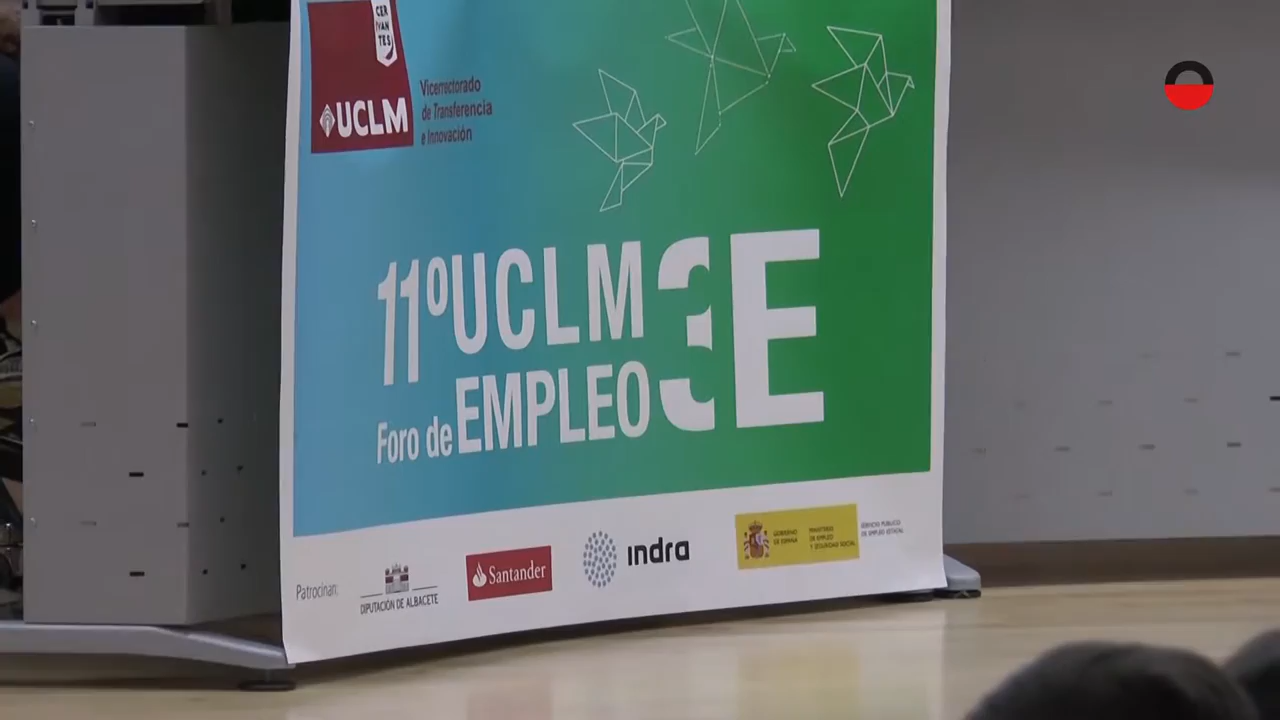 CER
VAN
TES
UCLM
Vicerrectorado
de Transferencia
e Innovación
11º UCLM 3E
Foro de EMPLEO
Patrocinan:
DIPUTACIÓN DE ALBACETE
Santander
indra
GOBIERNO
DE ESPAÑA
MINISTERIO
DE EMPLEO
Y SEGURIDAD SOCIAL
SERVICIO PÚBLICO
DE EMPLEO ESTATAL